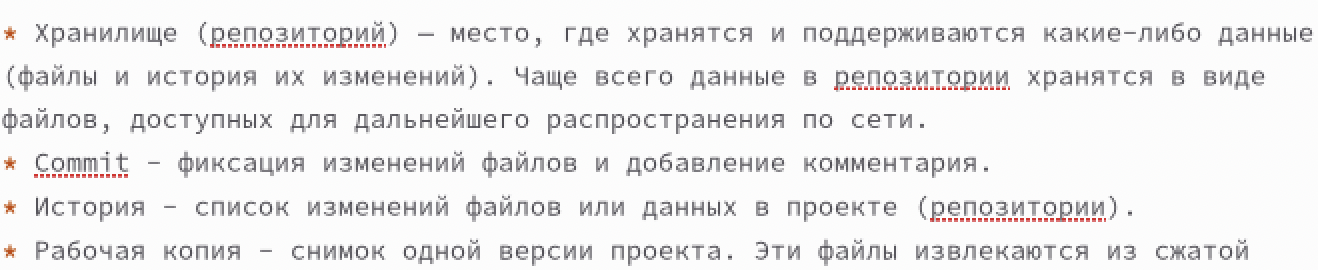 * Хранилище (репозиторий) — место, где хранятся и поддерживаются какие-либо данные
(файлы и история их изменений). Чаще всего данные в репозитории хранятся в виде
файлов, доступных для дальнейшего распространения по сети.
* Commit - фиксация изменений файлов и добавление комментария.
* История - список изменений файлов или данных в проекте (репозитории).
* Рабочая копия - снимок одной версии проекта. Эти файлы извлекаются из сжатой